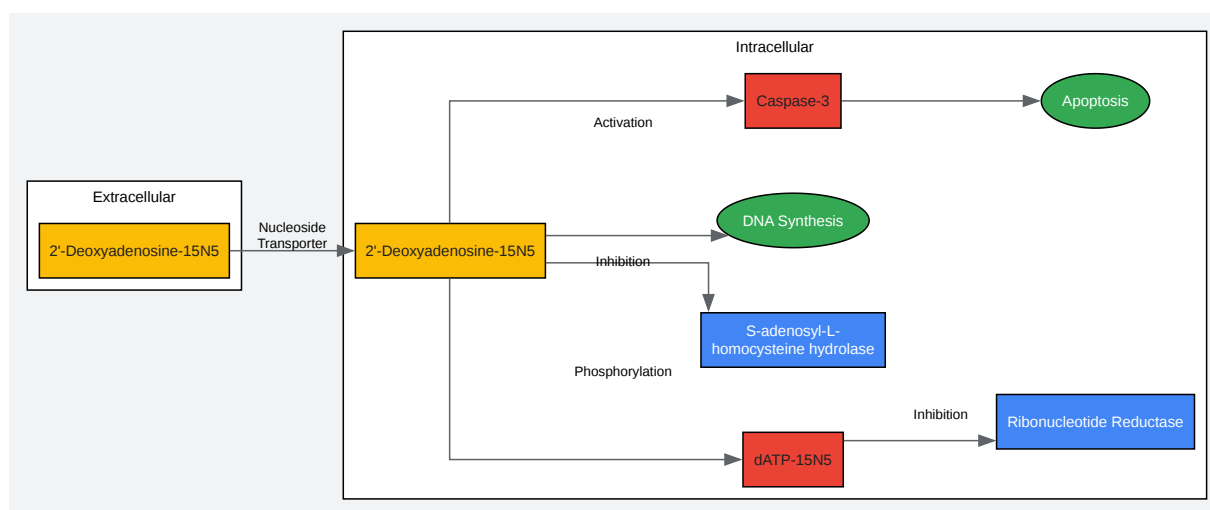 Intracellular
Caspase-3
Apoptosis
Activation
Extracellular
2'-Deoxyadenosine-15N5
Nucleoside
Transporter
2'-Deoxyadenosine-15N5
DNA Synthesis
Inhibition
S-adenosyl-L-
homocysteine hydrolase
Phosphorylation
Inhibition
Ribonucleotide Reductase
dATP-15N5